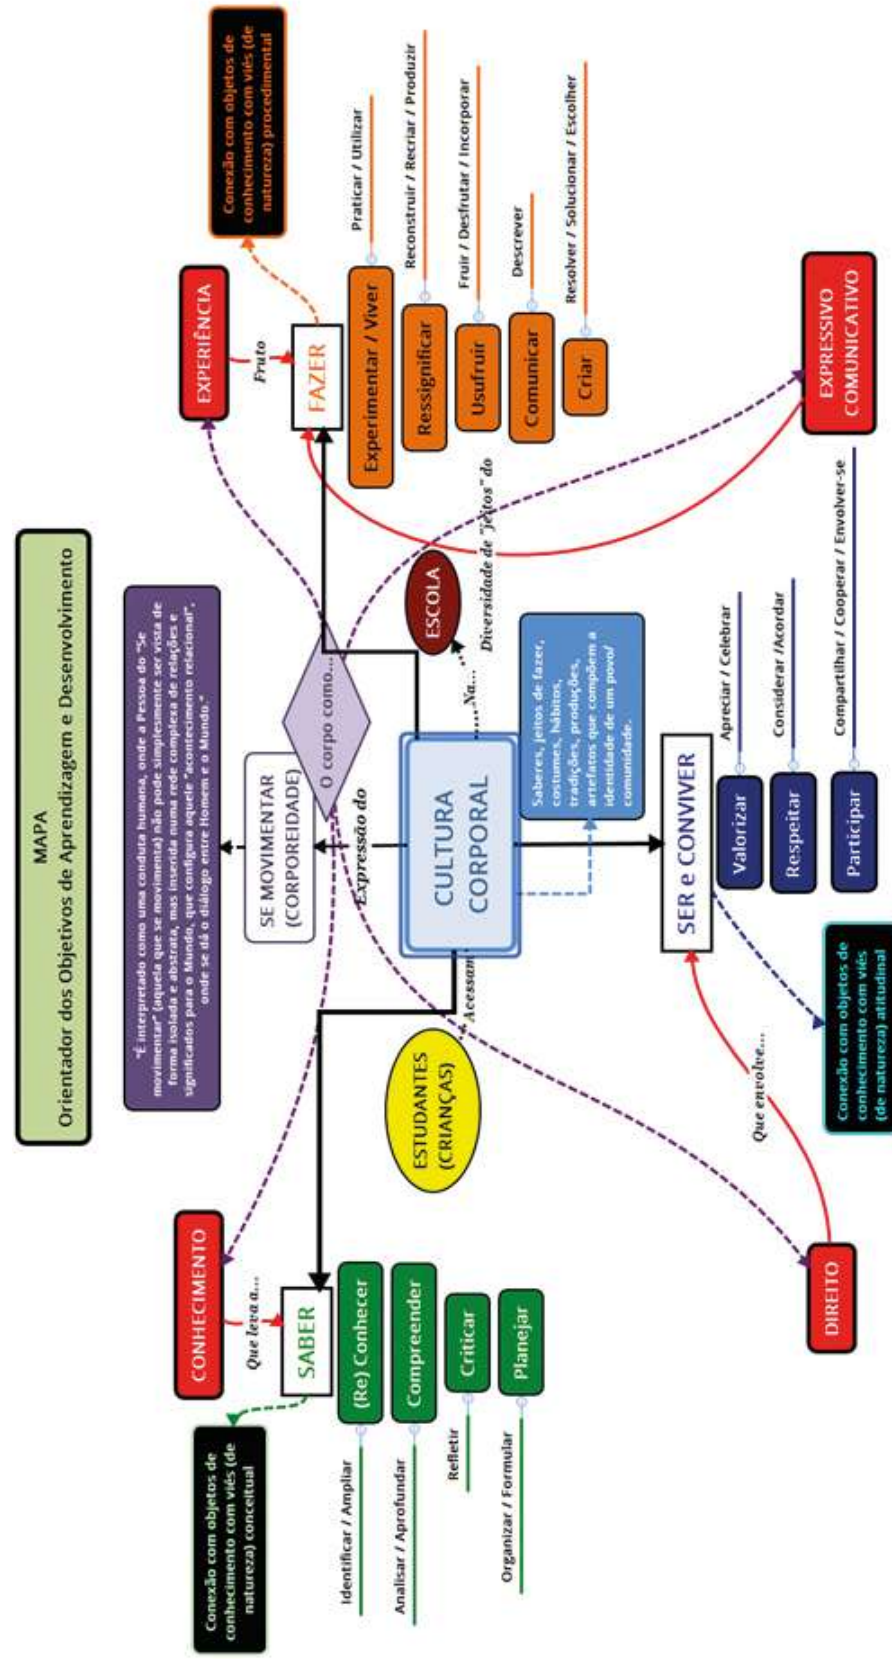 MAPA
Orientador dos Objetivos de Aprendizagem e Desenvolvimento
"É interpretado como uma conduta humana, onde a Pessoa do "Se
movimentar" (aquela que se movimenta) não pode simplesmente ser vista de
forma isolada e abstrata, mas inserida numa rede complexa de relações e
significados para o Mundo, que configura aquele "acontecimento relacional",
onde se dá o diálogo entre Homem e o Mundo."
Conexão com objetos de
conhecimento com viés (de
natureza) conceitual
CONHECIMENTO
Que leva a...
SABER
(Re) Conhecer
Identificar / Ampliar
Compreender
Analisar / Aprofundar
Criticar
Refletir
Planejar
Organizar / Formular
SE MOVIMENTAR
(CORPOREIDADE)
O corpo como...
Expressão do
EXPERIÊNCIA
Fruto
FAZER
Conexão com objetos de
conhecimento com viés (de
natureza) procedimental
Experimentar / Viver
Praticar / Utilizar
Ressignificar
Reconstruir / Recriar / Produzir
Usufruir
Fruir / Desfrutar / Incorporar
Comunicar
Descrever
Criar
Resolver / Solucionar / Escolher
ESTUDANTES
(CRIANÇAS)
Acessam
CULTURA
CORPORAL
Na...
ESCOLA
Diversidade de "jeitos" do
Saberes, jeitos de fazer,
costumes, hábitos,
tradições, produções,
artefatos que compõem a
identidade de um povo/
comunidade.
SER e CONVIVER
Valorizar
Apreciar / Celebrar
Respeitar
Considerar /Acordar
Participar
Compartilhar / Cooperar / Envolver-se
Que envolve...
DIREITO
Conexão com objetos de
conhecimento com viés
(de natureza) atitudinal
EXPRESSIVO
COMUNICATIVO